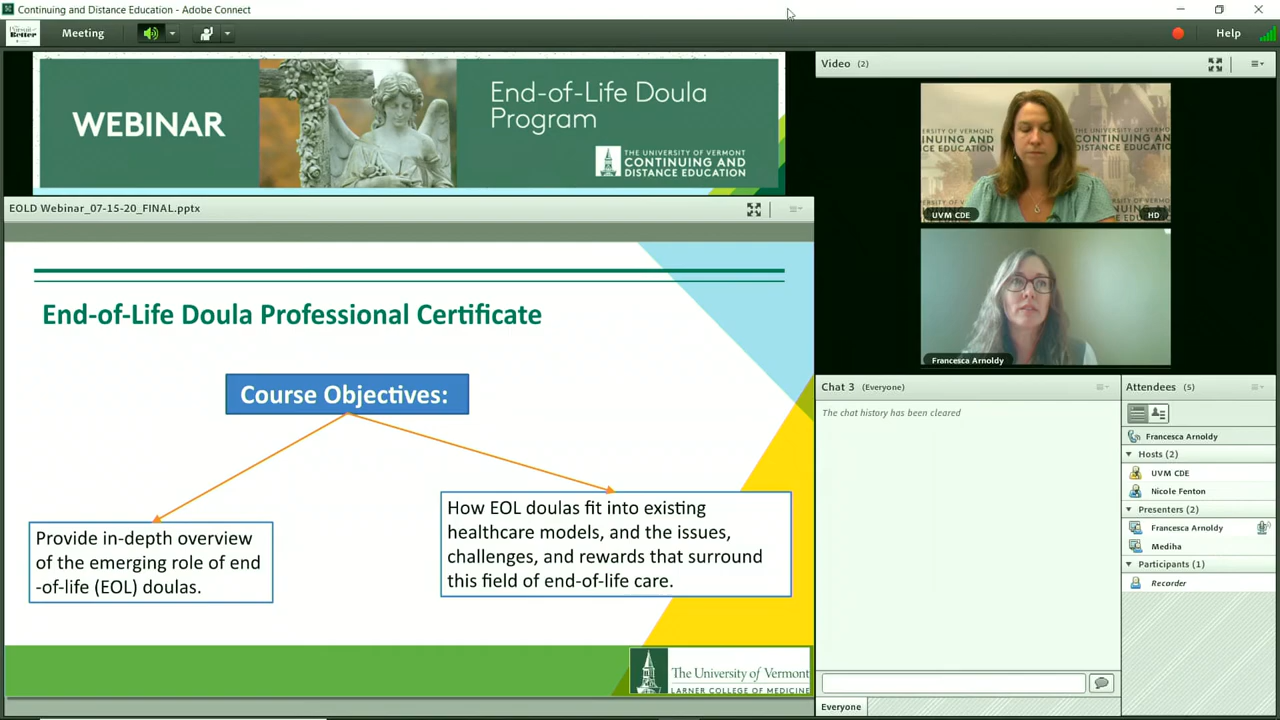 Continuing and Distance Education - Adobe Connect
Meeting
Help
WEBINAR
End-of-Life Doula
Program
THE UNIVERSITY OF VERMONT
CONTINUING AND
DISTANCE EDUCATION
EOLD Webinar_07-15-20_FINAL.pptx
End-of-Life Doula Professional Certificate
Course Objectives:
Provide in-depth overview
of the emerging role of end
-of-life (EOL) doulas.
How EOL doulas fit into existing
healthcare models, and the issues,
challenges, and rewards that surround
this field of end-of-life care.
The University of Vermont
LARNER COLLEGE OF MEDICINE
Video (2)
UVM CDE
HD
Francesca Arnoldy
Chat 3 (Everyone)
The chat history has been cleared
Everyone
Attendees (5)
Francesca Arnoldy
Hosts (2)
UVM CDE
Nicole Fenton
Presenters (2)
Francesca Arnoldy
Mediha
Participants (1)
Recorder